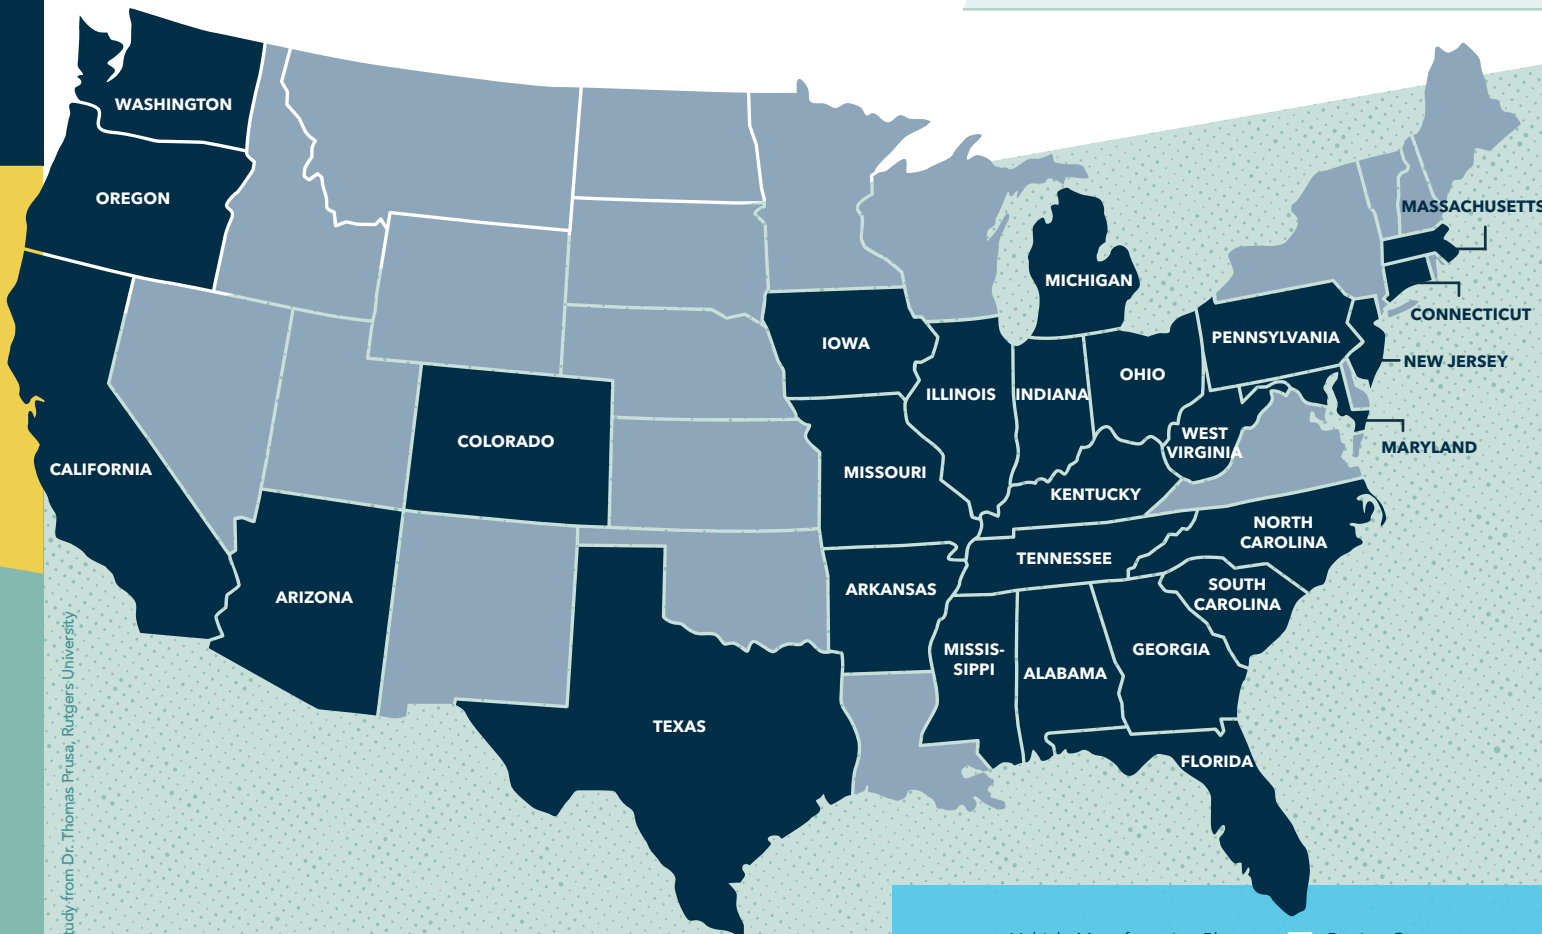 WASHINGTON
OREGON
CALIFORNIA
COLORADO
ARIZONA
TEXAS
IOWA
MISSOURI
ARKANSAS
ILLINOIS
INDIANA
MICHIGAN
OHIO
KENTUCKY
TENNESSEE
MISSIS-
SIPPI
ALABAMA
GEORGIA
FLORIDA
SOUTH
CAROLINA
NORTH
CAROLINA
WEST
VIRGINIA
PENNSYLVANIA
MASSACHUSETTS
CONNECTICUT
NEW JERSEY
MARYLAND
tudy from Dr. Thomas Prusa, Rutgers University